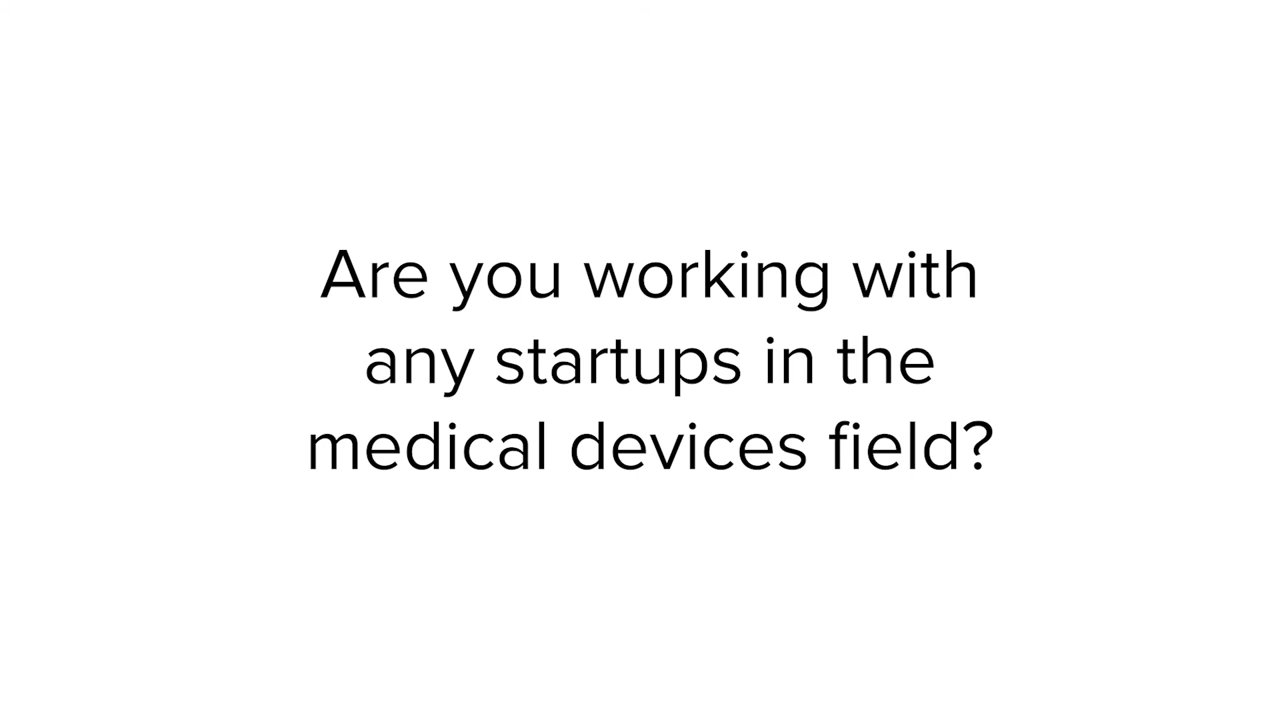 Are you working with
any startups in the
medical devices field?